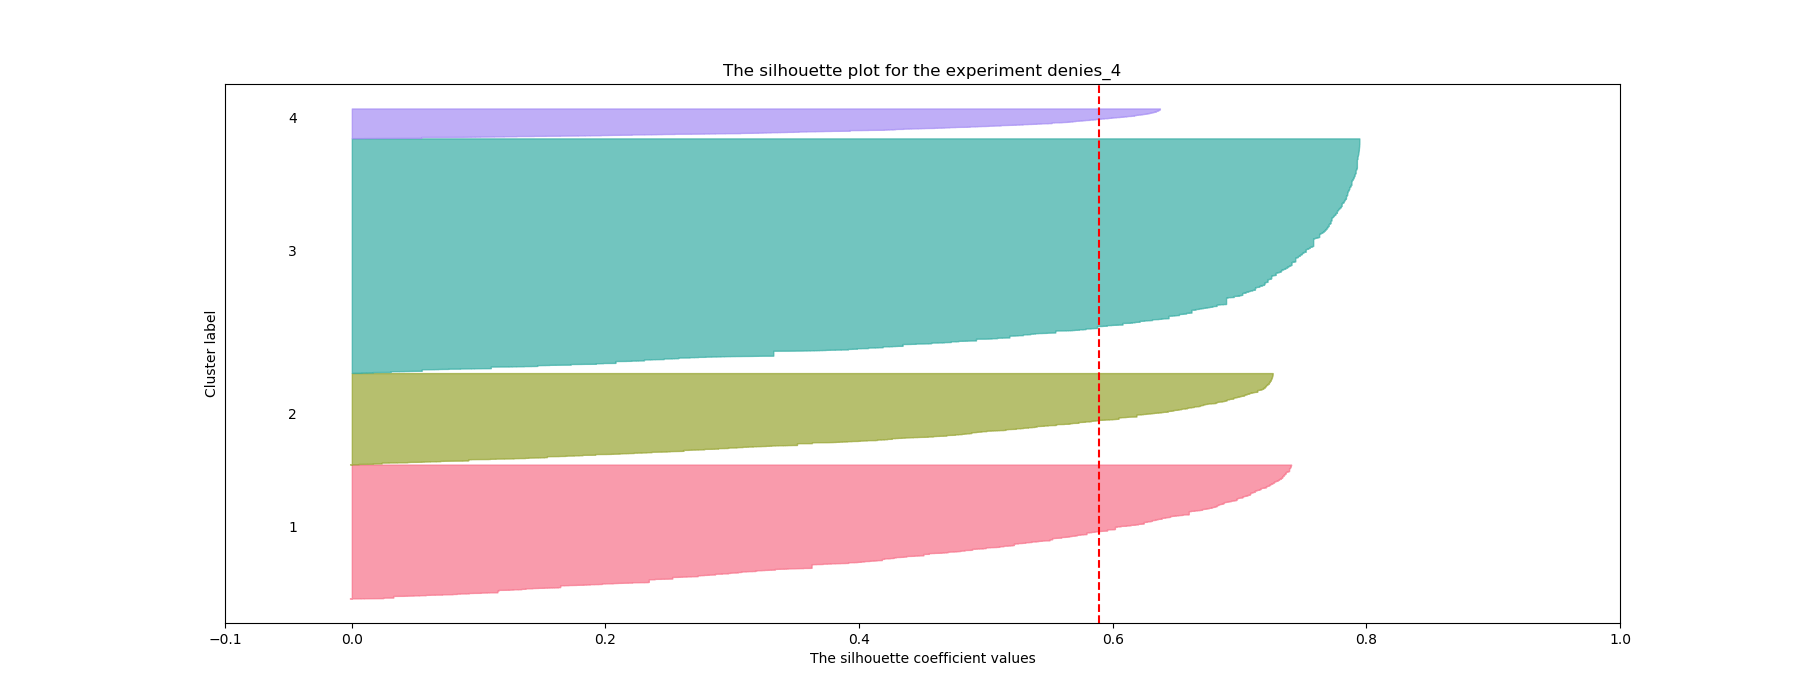 The silhouette plot for the experiment denies_4
4
3
2
1
Cluster label
−0.1 0.0 0.2 0.4 0.6 0.8 1.0
The silhouette coefficient values